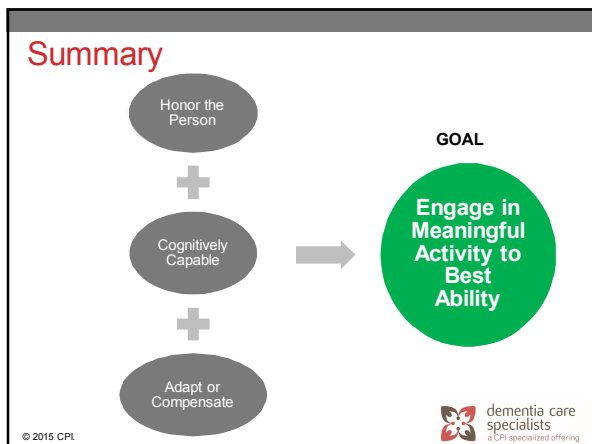 Summary
Honor the
Person
Cognitively
Capable
Adapt or
Compensate
GOAL
Engage in
Meaningful
Activity to
Best
Ability
© 2015 CPI.
dementia care
specialists
a CPI specialized offering